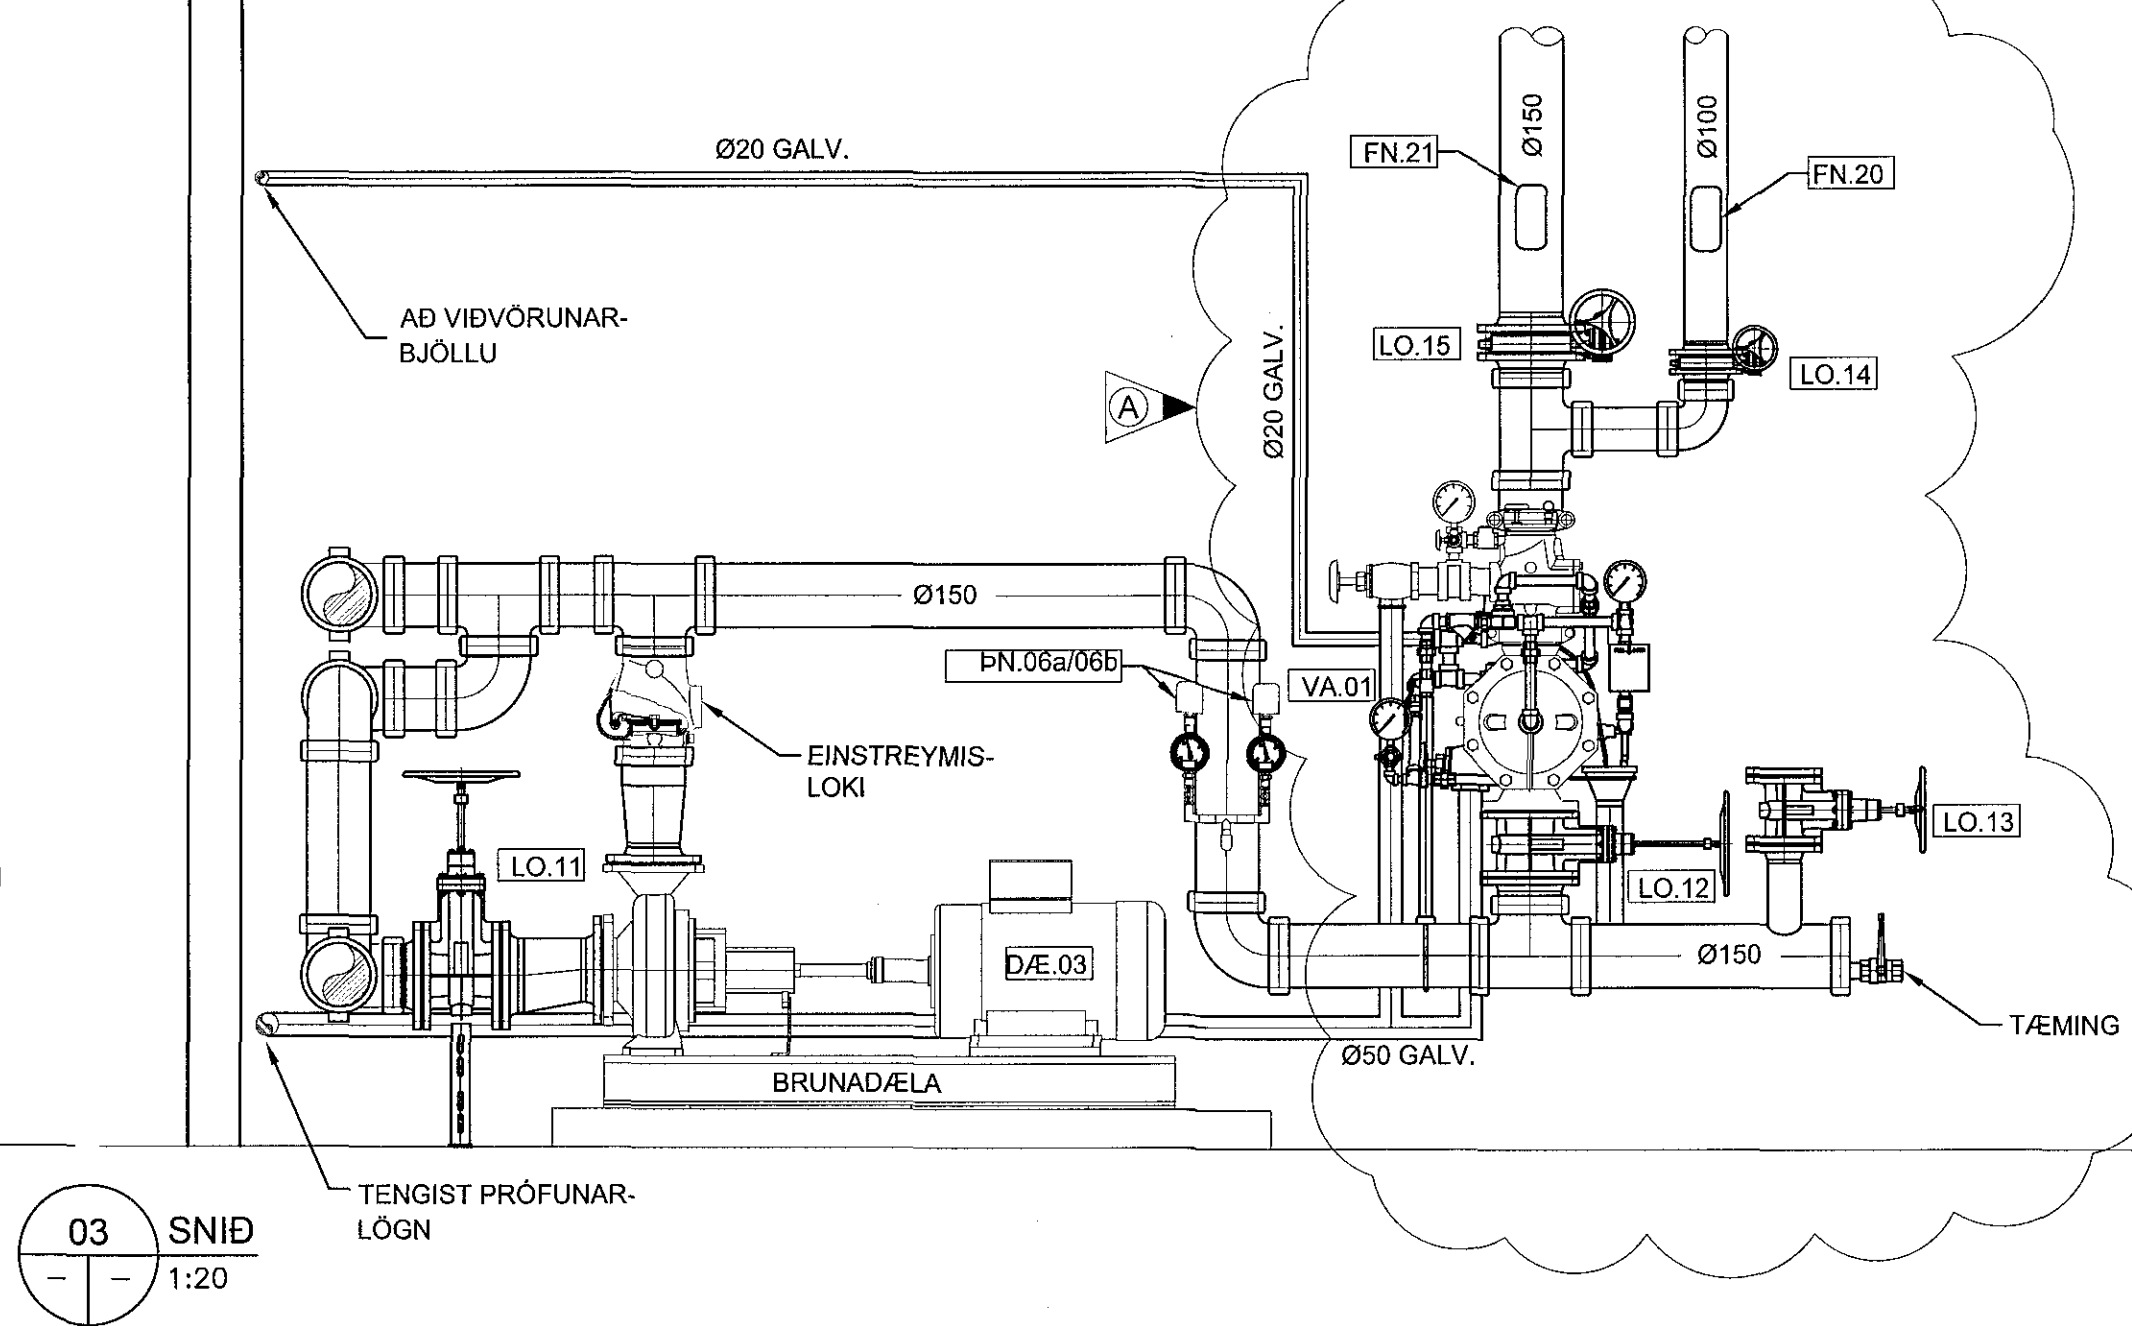 Ø150
Ø100
Ø20 GALV.
FN.21
FN.20
AÐ VIÐVÖRUNAR-
BJÖLLU
LO.15
LO.14
Ø20 GALV.
A
Ø150
ÞN.06a/06b
VA.01
EINSTREYMIS-
LOKI
LO.11
LO.13
LO.12
DÆ.03
Ø150
TÆMING
Ø50 GALV.
BRUNADÆLA
TENGIST PRÓFUNAR-
LÖGN
03
SNIÐ
1:20